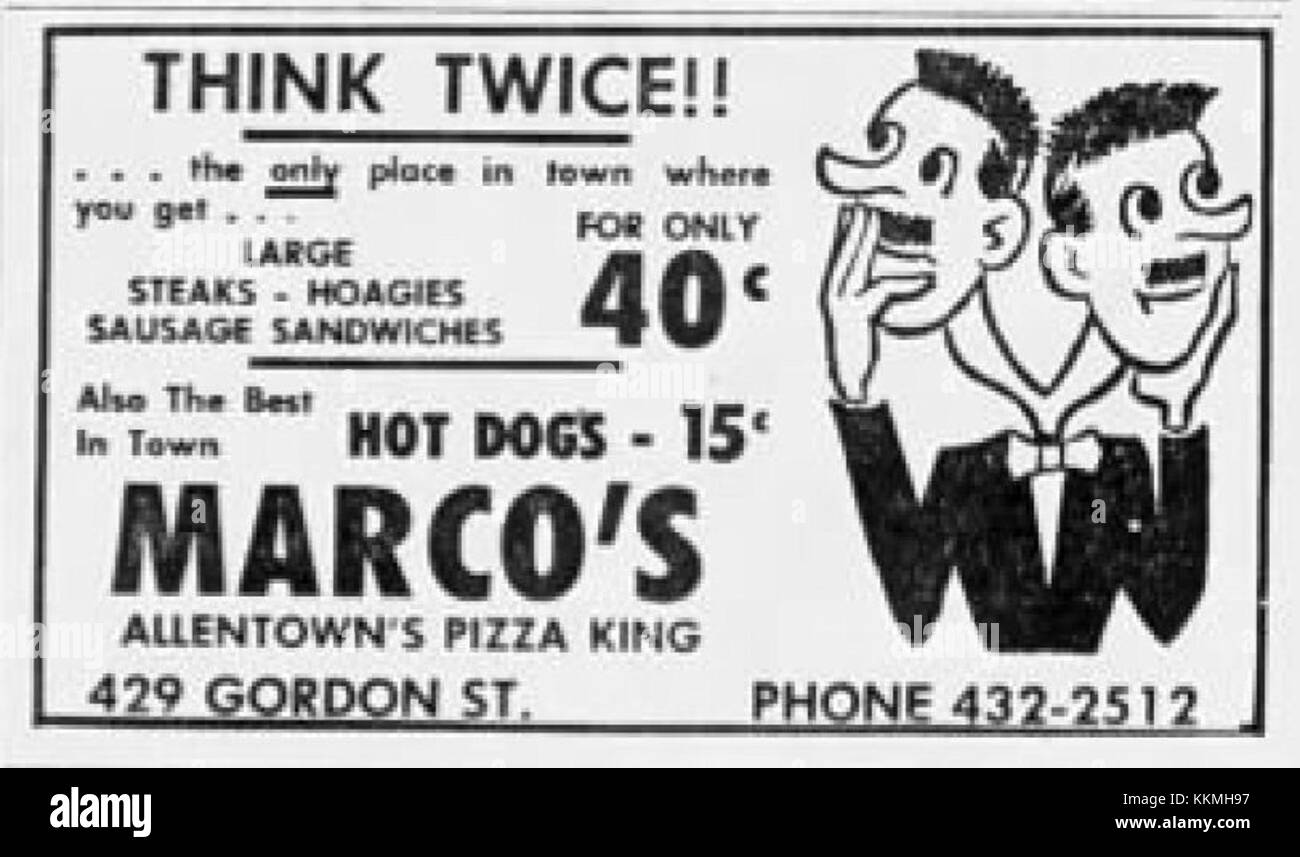 THINK TWICE!!
. . . the only place in town where
you get . . .
LARGE
STEAKS - HOAGIES
SAUSAGE SANDWICHES
FOR ONLY
40¢
Also The Best
In Town
HOT DOGS - 15¢
MARCO'S
ALLENTOWN'S PIZZA KING
429 GORDON ST.
PHONE 432-2512
alamy
alamy
Image ID: KKMH97
www.alamy.com